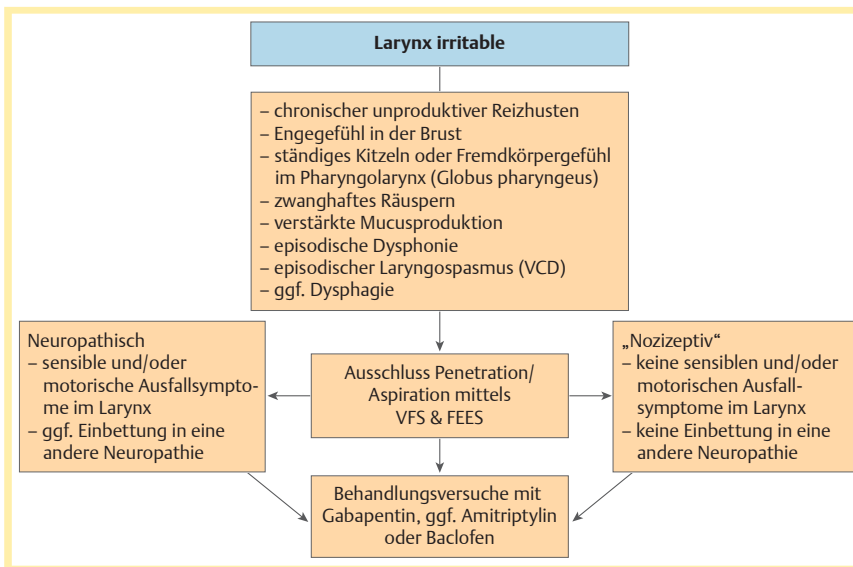 Larynx irritable
– chronischer unproduktiver Reizhusten
– Engegefühl in der Brust
– ständiges Kitzeln oder Fremdkörpergefühl
im Pharyngolarynx (Globus pharyngeus)
– zwanghaftes Räuspern
– verstärkte Mucusproduktion
– episodische Dysphonie
– episodischer Laryngospasmus (VCD)
– ggf. Dysphagie
Neuropathisch
– sensible und/oder
motorische Ausfallsympto-
me im Larynx
– ggf. Einbettung in eine
andere Neuropathie
Ausschluss Penetration/
Aspiration mittels
VFS & FEES
„Nozizeptiv“
– keine sensiblen und/oder
motorischen Ausfall-
symptome im Larynx
– keine Einbettung in eine
andere Neuropathie
Behandlungsversuche mit
Gabapentin, ggf. Amitriptylin
oder Baclofen